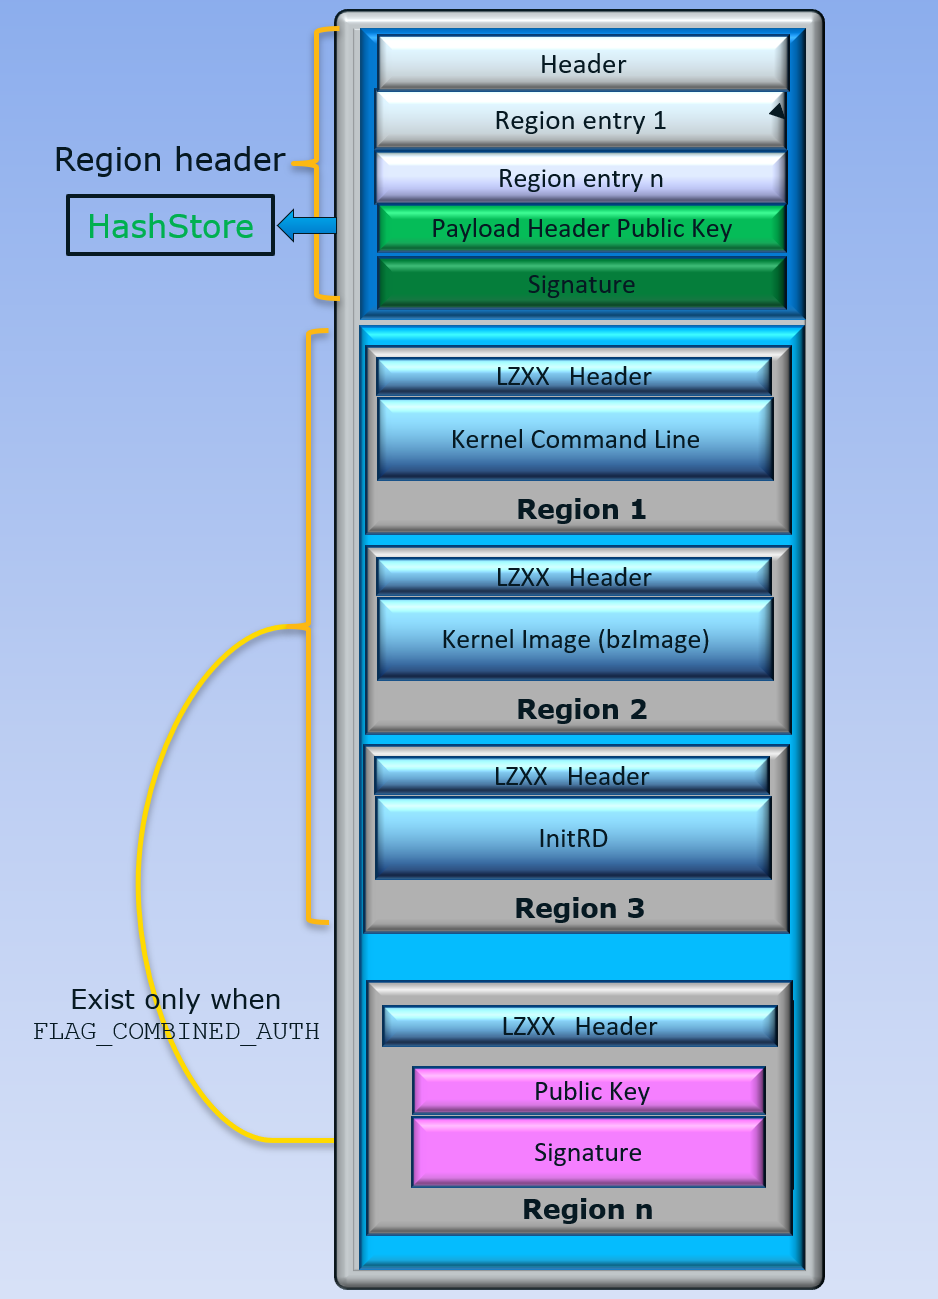 Header
Region entry 1
Region header
Region entry n
HashStore
Payload Header Public Key
Signature
LZXX Header
Kernel Command Line
Region 1
LZXX Header
Kernel Image (bzImage)
Region 2
LZXX Header
InitRD
Region 3
Exist only when
FLAG_COMBINED_AUTH
LZXX Header
Public Key
Signature
Region n